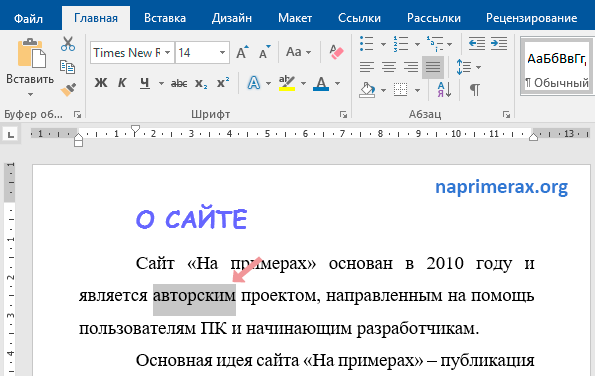 Файл Главная Вставка Дизайн Макет Ссылки Рассылки Рецензирование
Вставить
Times New R 14 Aa
Ж К Ч abc x₂ x²
А А
АаБбВвГг,
¶ Обычный
Буфер об... Шрифт Абзац
1 1 2 3 4 5 6 7 8 9 10 11 13
naprimerax.org
О САЙТЕ
Сайт «На примерах» основан в 2010 году и
является авторским проектом, направленным на помощь
пользователям ПК и начинающим разработчикам.
Основная идея сайта «На примерах» – публикация